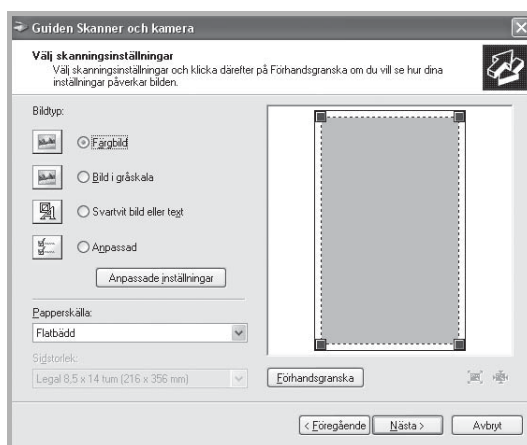 Guiden Skanner och kamera
Välj skanningsinställningar
Välj skanningsinställningar och klicka därefter på Förhandsgranska om du vill se hur dina
inställningar påverkar bilden.
Bildtyp:
Färgbild
Bild i gråskala
Svartvit bild eller text
Anpassad
Anpassade inställningar
Papperskälla:
Flatbädd
Sidstorlek:
Legal 8,5 x 14 tum (216 x 356 mm)
Förhandsgranska
< Föregående
Nästa >
Avbryt